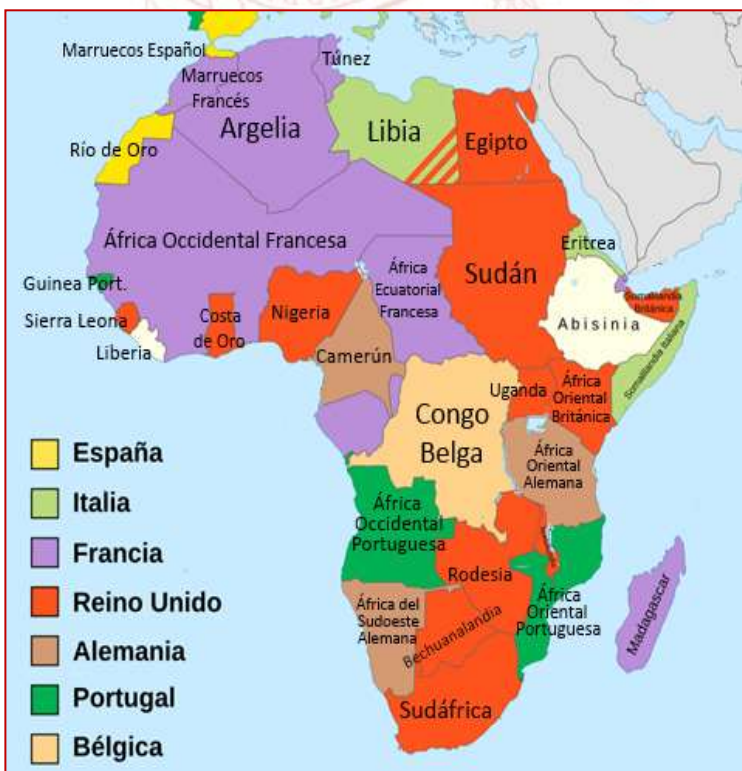 Marruecos Español
Marruecos
Francés
Túnez
Argelia
Libia
Egipto
Río de Oro
África Occidental Francesa
África
Ecuatorial
Francesa
Sudán
Eritrea
Guinea Port.
Sierra Leona
Liberia
Costa
de Oro
Nigeria
Camerún
Abisinia
Somalilandia
Británica
Somalilandia Italiana
Uganda
África
Oriental
Británica
Congo
Belga
África
Oriental
Alemana
África
Occidental
Portuguesa
Rodesia
África del
Sudoeste
Alemana
Bechuanalandia
África
Oriental
Portuguesa
Madagascar
Sudáfrica
España
Italia
Francia
Reino Unido
Alemania
Portugal
Bélgica